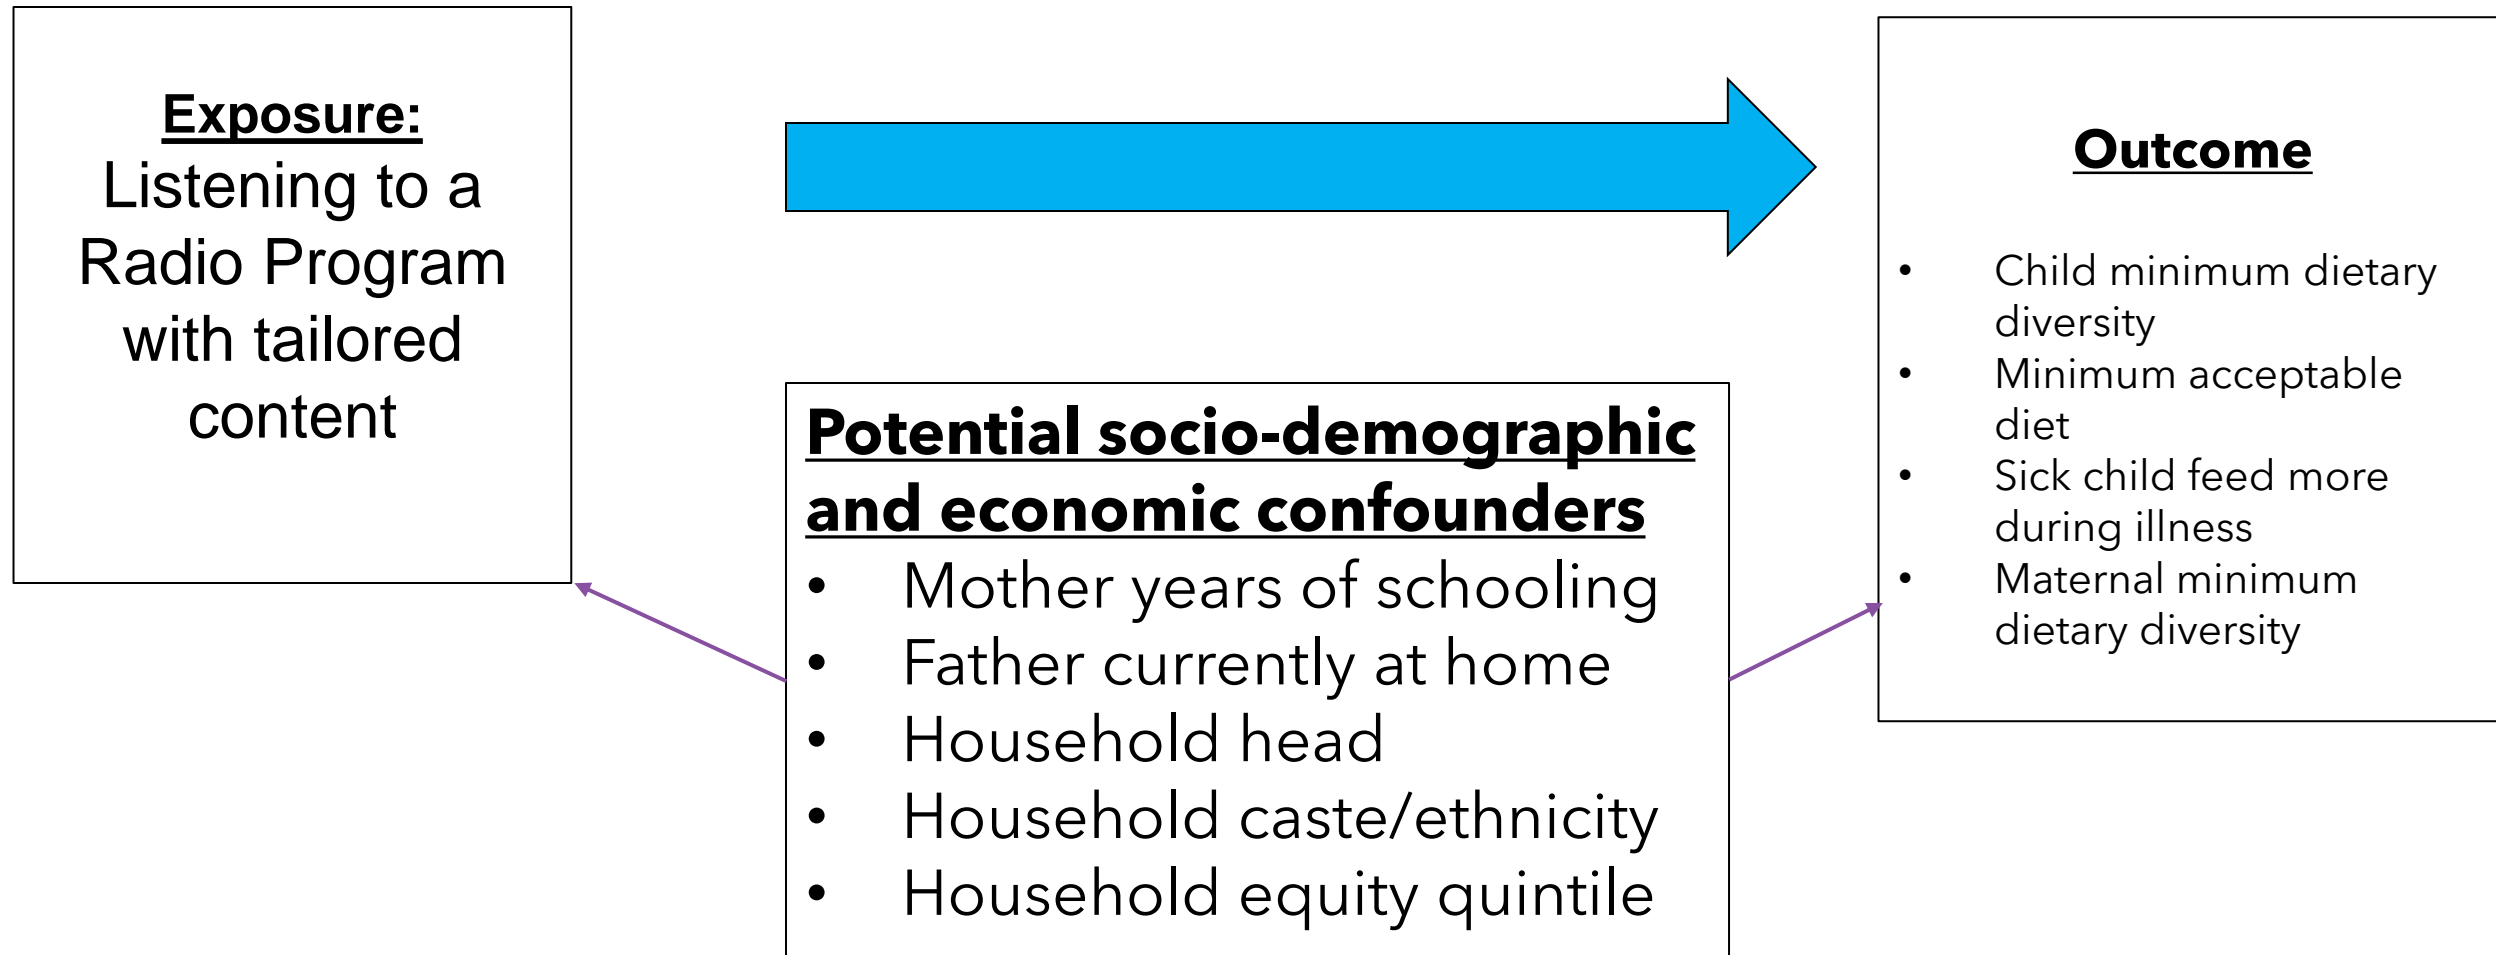 Exposure:
Listening to a
Radio Program
with tailored
content
Potential socio-demographic
and economic confounders
• Mother years of schooling
• Father currently at home
• Household head
• Household caste/ethnicity
• Household equity quintile
Outcome
• Child minimum dietary
diversity
• Minimum acceptable
diet
• Sick child feed more
during illness
• Maternal minimum
dietary diversity